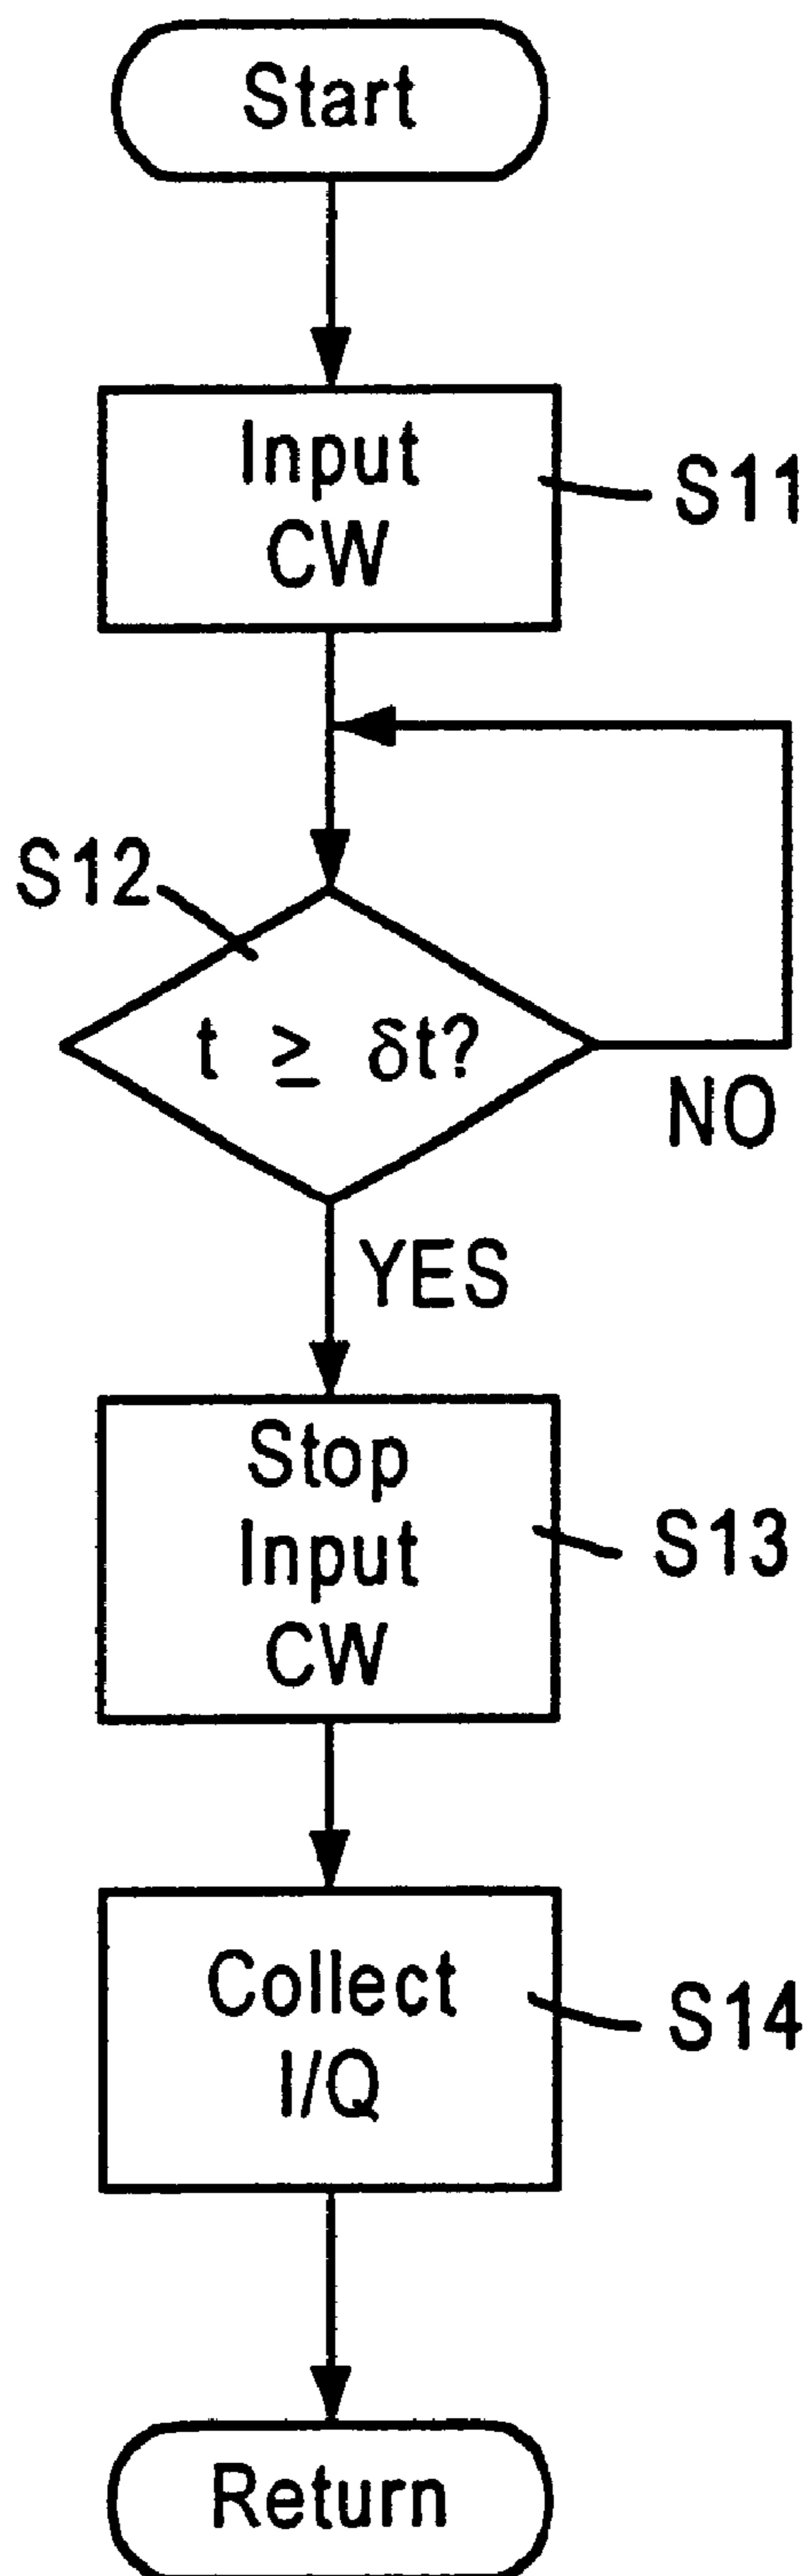 Start
Input
CW
S11
S12
t ≥ δt?
NO
YES
Stop
Input
CW
S13
Collect
I/Q
S14
Return